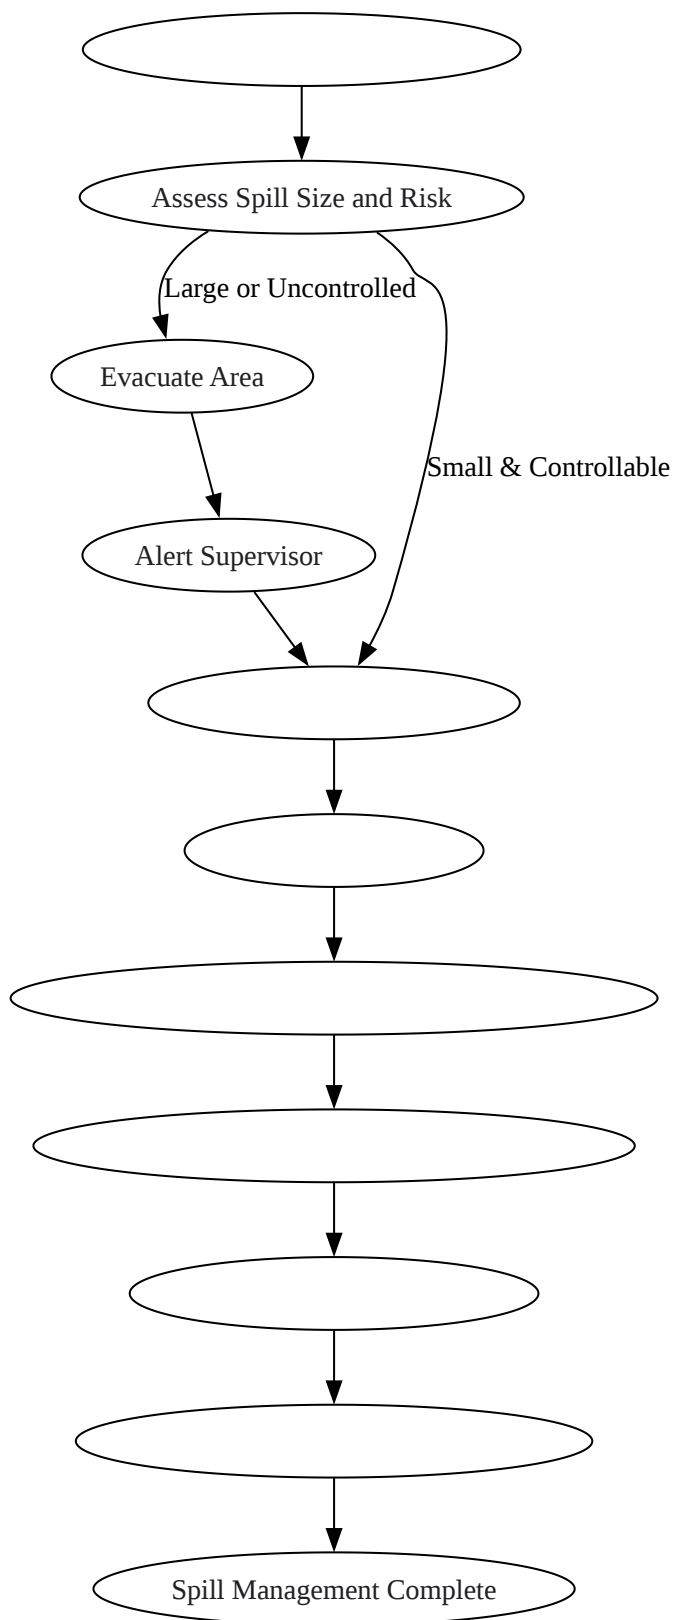 Assess Spill Size and Risk
Large or Uncontrolled
Evacuate Area
Small & Controllable
Alert Supervisor
Spill Management Complete